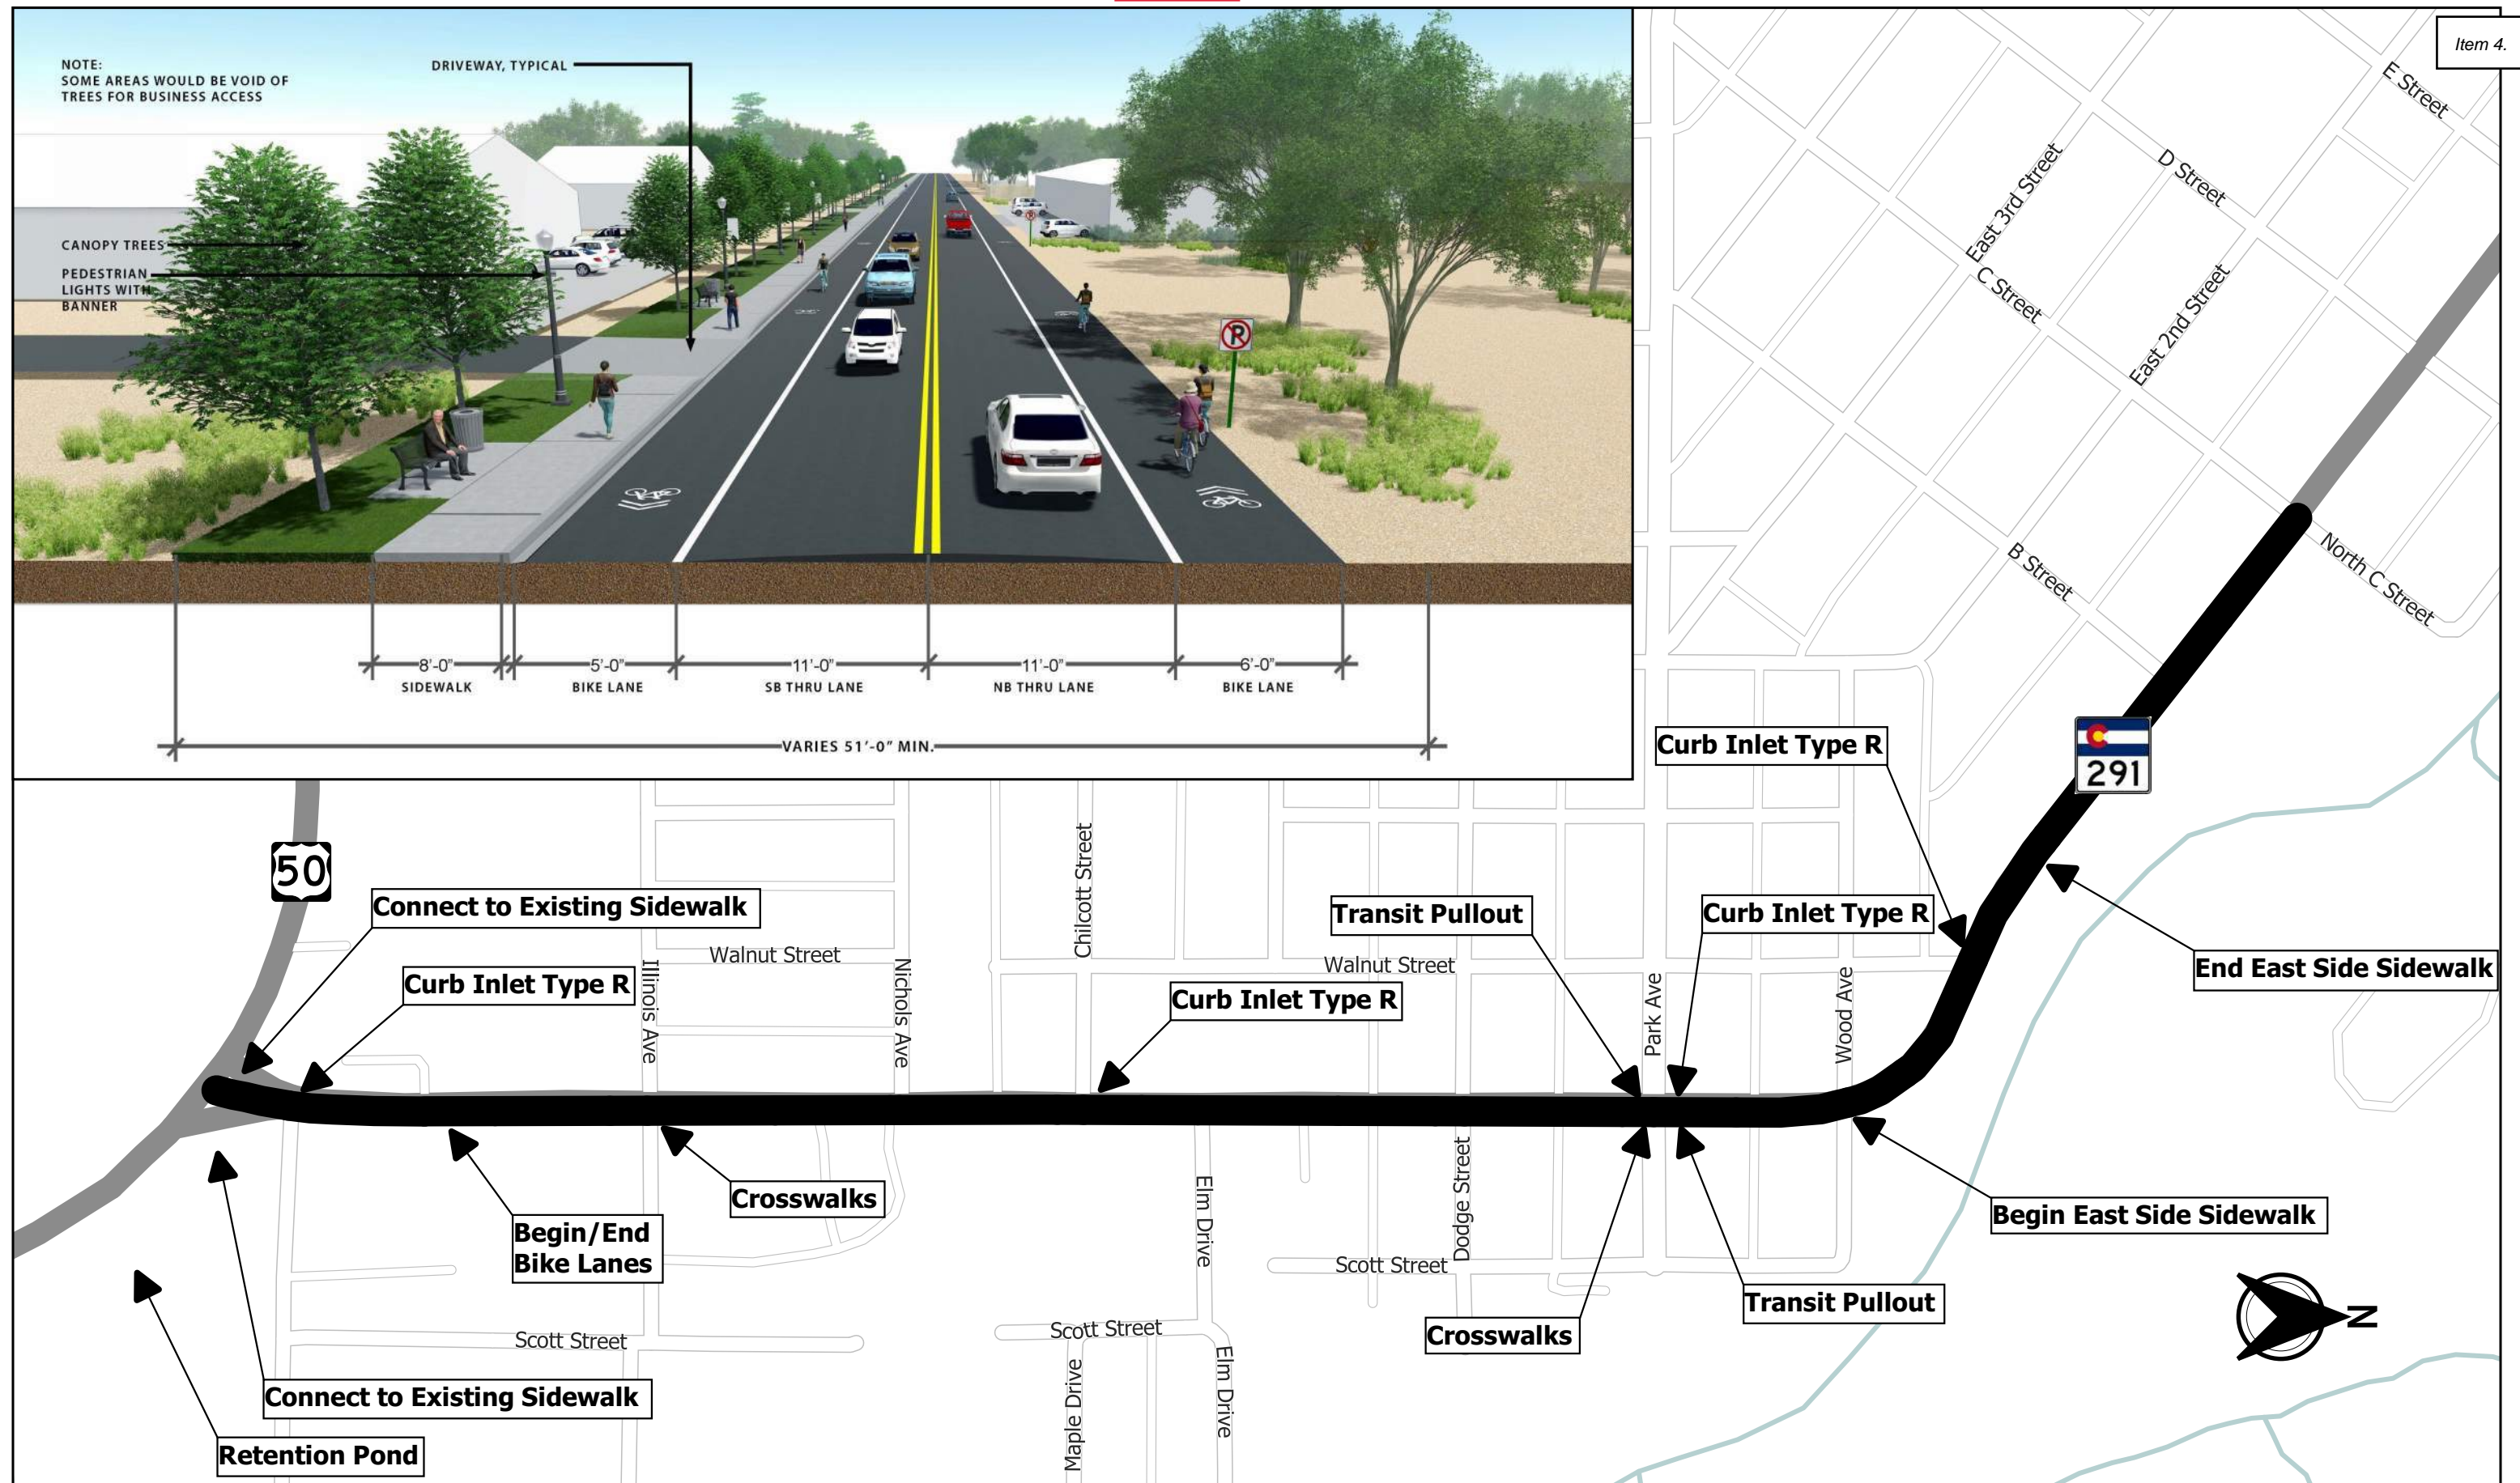 Item 4.
NOTE:
SOME AREAS WOULD BE VOID OF
TREES FOR BUSINESS ACCESS
DRIVEWAY, TYPICAL
CANOPY TREES
PEDESTRIAN
LIGHTS WITH
BANNER
P
8'-0"
5'-0"
11'-0"
11'-0"
6'-0"
SIDEWALK
BIKE LANE
SB THRU LANE
NB THRU LANE
BIKE LANE
VARIES 51'-0" MIN.
E Street
D Street
East 3rd Street
C Street
East 2nd Street
B Street
North C Street
291
Curb Inlet Type R
50
Connect to Existing Sidewalk
Chilcott Street
Transit Pullout
Curb Inlet Type R
Walnut Street
Walnut Street
Curb Inlet Type R
Illinois Ave
Nichols Ave
Curb Inlet Type R
Park Ave
Wood Ave
End East Side Sidewalk
Crosswalks
Begin/End
Bike Lanes
Elm Drive
Dodge Street
Begin East Side Sidewalk
Scott Street
Transit Pullout
N
Scott Street
Scott Street
Crosswalks
Maple Drive
Elm Drive
Connect to Existing Sidewalk
Retention Pond